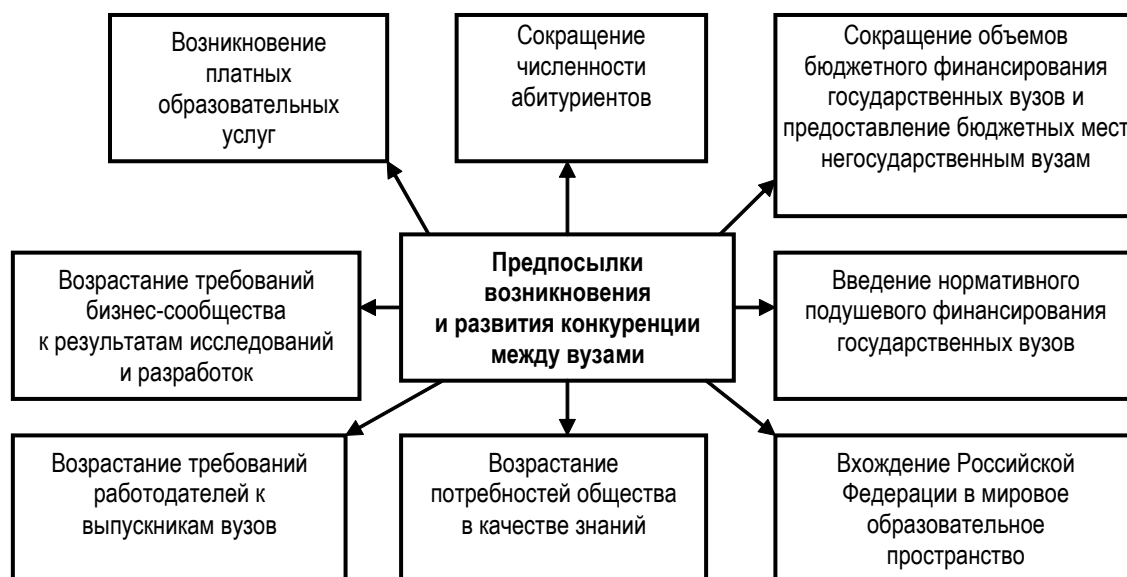 Возникновение
платных
образовательных
услуг
Сокращение
численности
абитуриентов
Сокращение объемов
бюджетного финансирования
государственных вузов и
предоставление бюджетных мест
негосударственным вузам
Возрастание требований
бизнес-сообщества
к результатам исследований
и разработок
Предпосылки
возникновения
и развития конкуренции
между вузами
Введение нормативного
подушевого финансирования
государственных вузов
Возрастание требований
работодателей к
выпускникам вузов
Возрастание
потребностей общества
в качестве знаний
Вхождение Российской
Федерации в мировое
образовательное
пространство